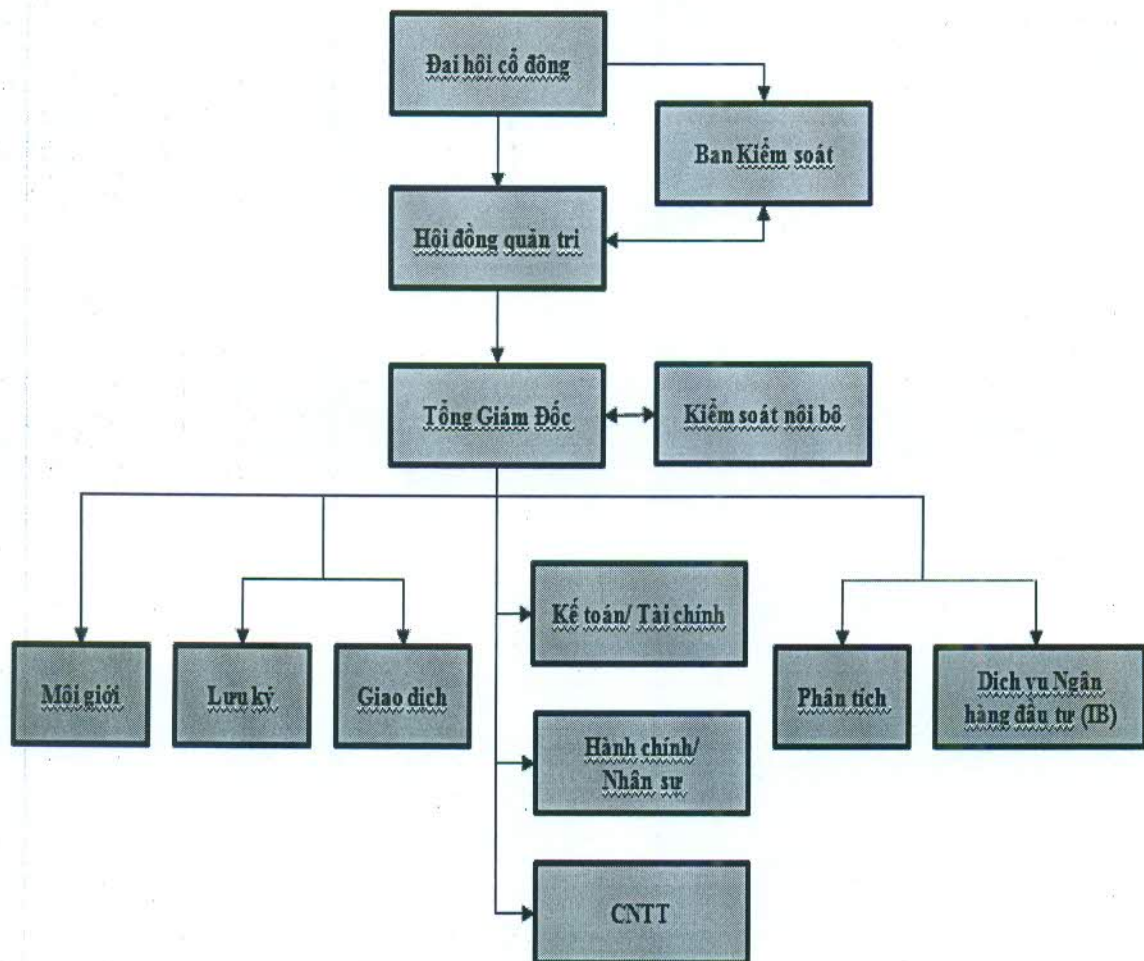 Đại hội cổ đông
Ban Kiểm soát
Hội đồng quản trị
Tổng Giám Đốc
Kiểm soát nội bộ
Kế toán/ Tài chính
Môi giới
Lưu ký
Giao dịch
Phân tích
Dịch vụ Ngân
hàng đầu tư (IB)
Hành chính/
Nhân sự
CNTT